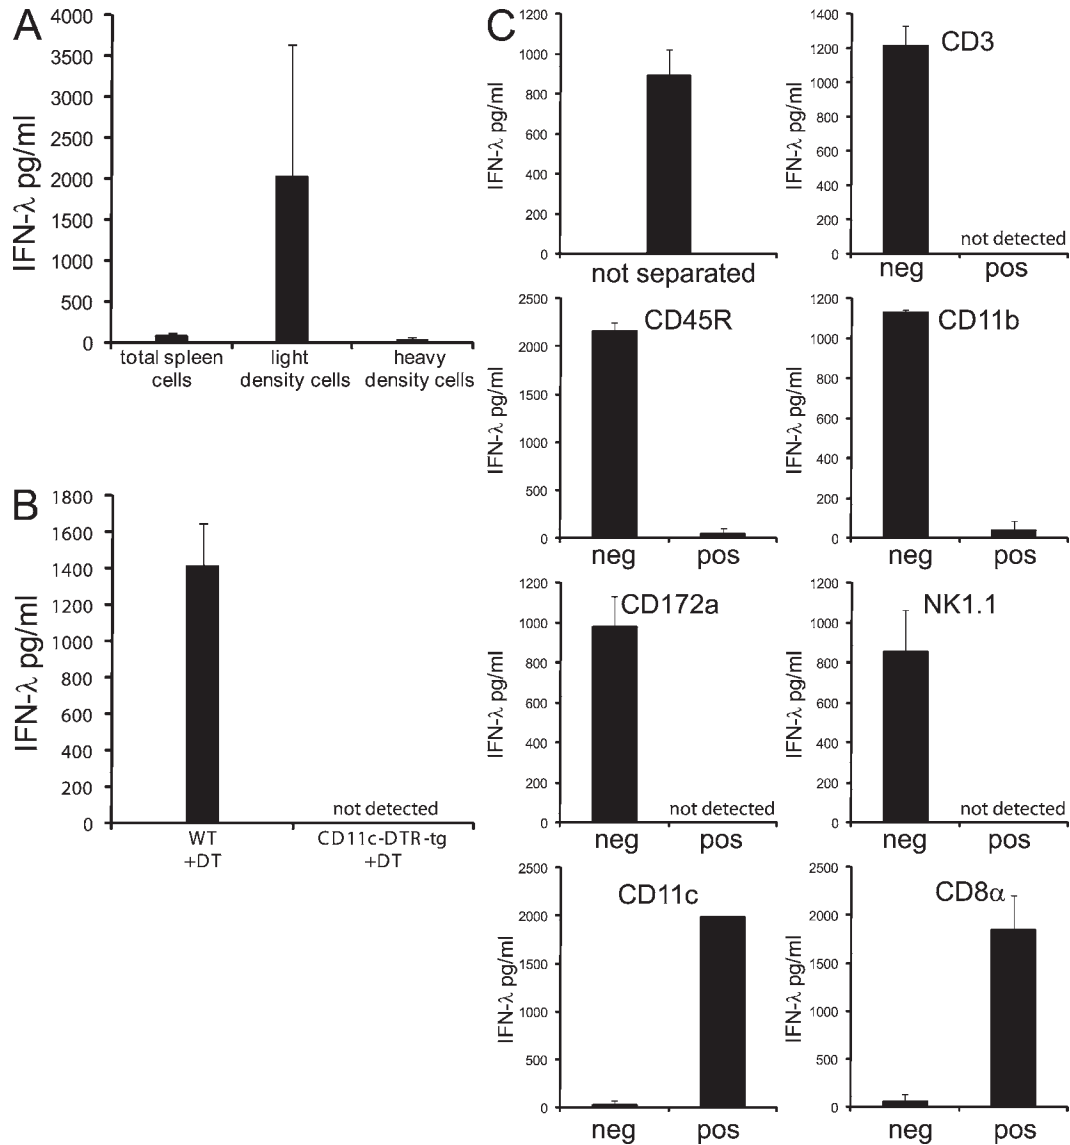 A
4000
3500
3000
2500
2000
1500
1000
500
0
IFN-λ pg/ml
total spleen cells
light density cells
heavy density cells
B
1800
1600
1400
1200
1000
800
600
400
200
0
IFN-λ pg/ml
not detected
WT
+DT
CD11c-DTR-tg
+DT
C
1200
1000
800
600
400
200
0
IFN-λ pg/ml
not separated
CD3
1400
1200
1000
800
600
400
200
0
IFN-λ pg/ml
not detected
neg pos
CD45R
2500
2000
1500
1000
500
0
IFN-λ pg/ml
neg pos
CD11b
1200
1000
800
600
400
200
0
IFN-λ pg/ml
neg pos
CD172a
1200
1000
800
600
400
200
0
IFN-λ pg/ml
not detected
neg pos
NK1.1
1200
1000
800
600
400
200
0
IFN-λ pg/ml
not detected
neg pos
CD11c
2500
2000
1500
1000
500
0
IFN-λ pg/ml
neg pos
CD8α
2500
2000
1500
1000
500
0
IFN-λ pg/ml
neg pos